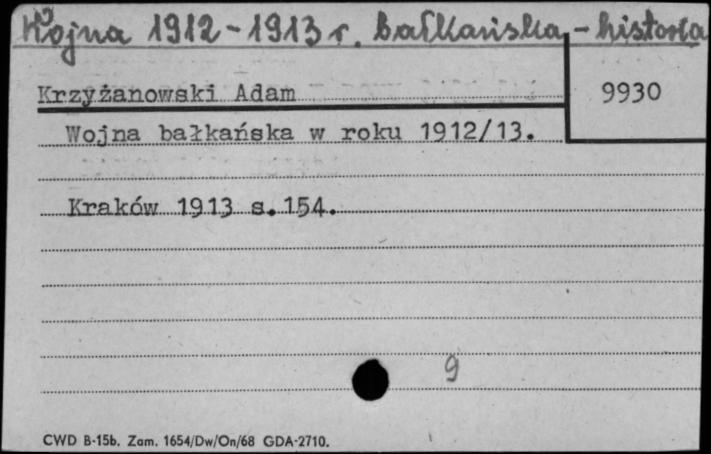 Wojna 1912-1913 r. bałkańska - historia
Krzyżanowski Adam
9930
Wojna bałkańska w roku 1912/13.
Kraków 1913 s. 154.
9
CWD B-15b. Zam. 1654/Dw/On/68 GDA-2710.